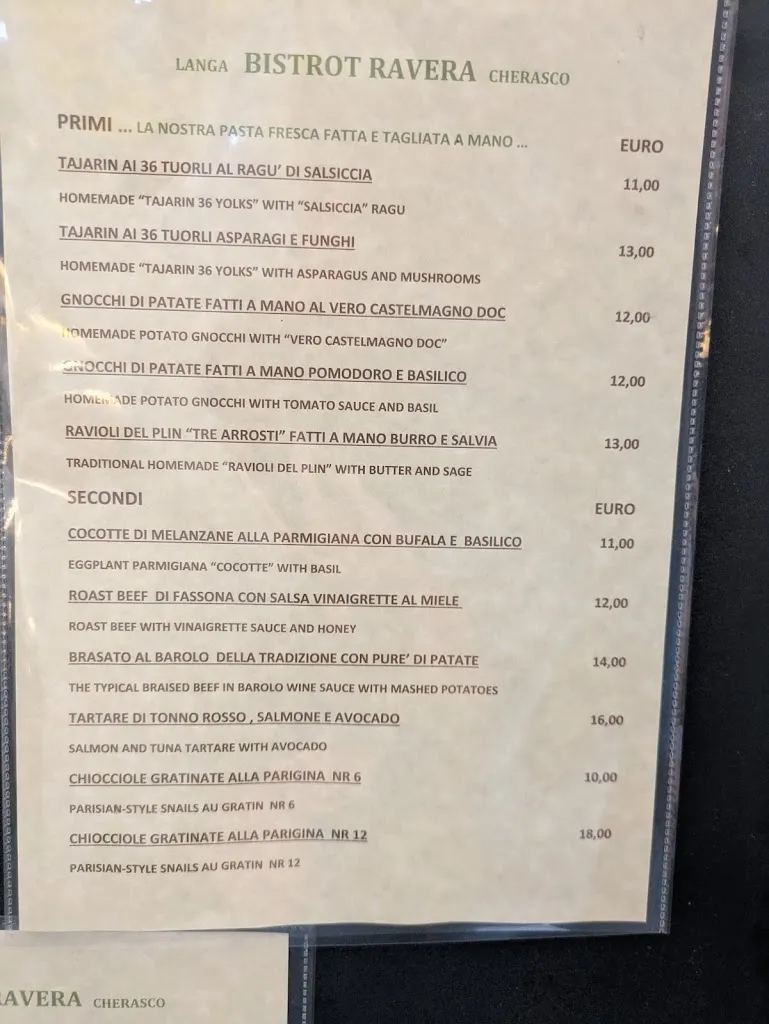 LANGA BISTROT RAVERA CHERASCO
PRIMI ... LA NOSTRA PASTA FRESCA FATTA E TAGLIATA A MANO ... EURO
TAJARIN AI 36 TUORLI AL RAGU' DI SALSICCIA 11,00
HOMEMADE "TAJARIN 36 YOLKS" WITH "SALSICCIA" RAGU
TAJARIN AI 36 TUORLI ASPARAGI E FUNGHI 13,00
HOMEMADE "TAJARIN 36 YOLKS" WITH ASPARAGUS AND MUSHROOMS
GNOCCHI DI PATATE FATTI A MANO AL VERO CASTELMAGNO DOC 12,00
HOMEMADE POTATO GNOCCHI WITH "VERO CASTELMAGNO DOC"
GNOCCHI DI PATATE FATTI A MANO POMODORO E BASILICO 12,00
HOMEMADE POTATO GNOCCHI WITH TOMATO SAUCE AND BASIL
RAVIOLI DEL PLIN "TRE ARROSTI" FATTI A MANO BURRO E SALVIA 13,00
TRADITIONAL HOMEMADE "RAVIOLI DEL PLIN" WITH BUTTER AND SAGE
SECONDI EURO
COCOTTE DI MELANZANE ALLA PARMIGIANA CON BUFALA E BASILICO 11,00
EGGPLANT PARMIGIANA "COCOTTE" WITH BASIL
ROAST BEEF DI FASSONA CON SALSA VINAIGRETTE AL MIELE 12,00
ROAST BEEF WITH VINAIGRETTE SAUCE AND HONEY
BRASATO AL BAROLO DELLA TRADIZIONE CON PURE' DI PATATE 14,00
THE TYPICAL BRAISED BEEF IN BAROLO WINE SAUCE WITH MASHED POTATOES
TARTARE DI TONNO ROSSO , SALMONE E AVOCADO 16,00
SALMON AND TUNA TARTARE WITH AVOCADO
CHIOCCIOLE GRATINATE ALLA PARIGINA NR 6 10,00
PARISIAN-STYLE SNAILS AU GRATIN NR 6
CHIOCCIOLE GRATINATE ALLA PARIGINA NR 12 18,00
PARISIAN-STYLE SNAILS AU GRATIN NR 12
RAVERA CHERASCO